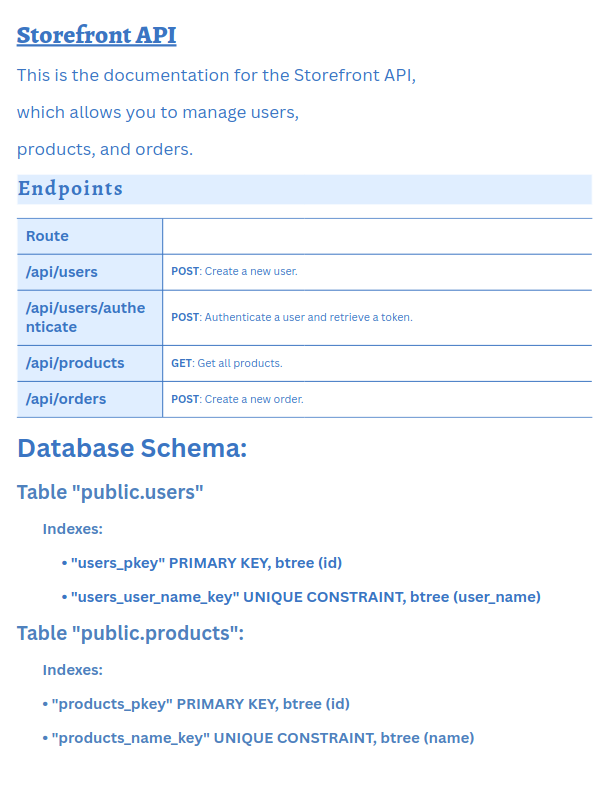 Storefront API
This is the documentation for the Storefront API,
which allows you to manage users,
products, and orders.
Endpoints
Route
/api/users
POST: Create a new user.
/api/users/authe
nticate
POST: Authenticate a user and retrieve a token.
/api/products
GET: Get all products.
/api/orders
POST: Create a new order.
Database Schema:
Table "public.users"
Indexes:
• "users_pkey" PRIMARY KEY, btree (id)
• "users_user_name_key" UNIQUE CONSTRAINT, btree (user_name)
Table "public.products":
Indexes:
• "products_pkey" PRIMARY KEY, btree (id)
• "products_name_key" UNIQUE CONSTRAINT, btree (name)